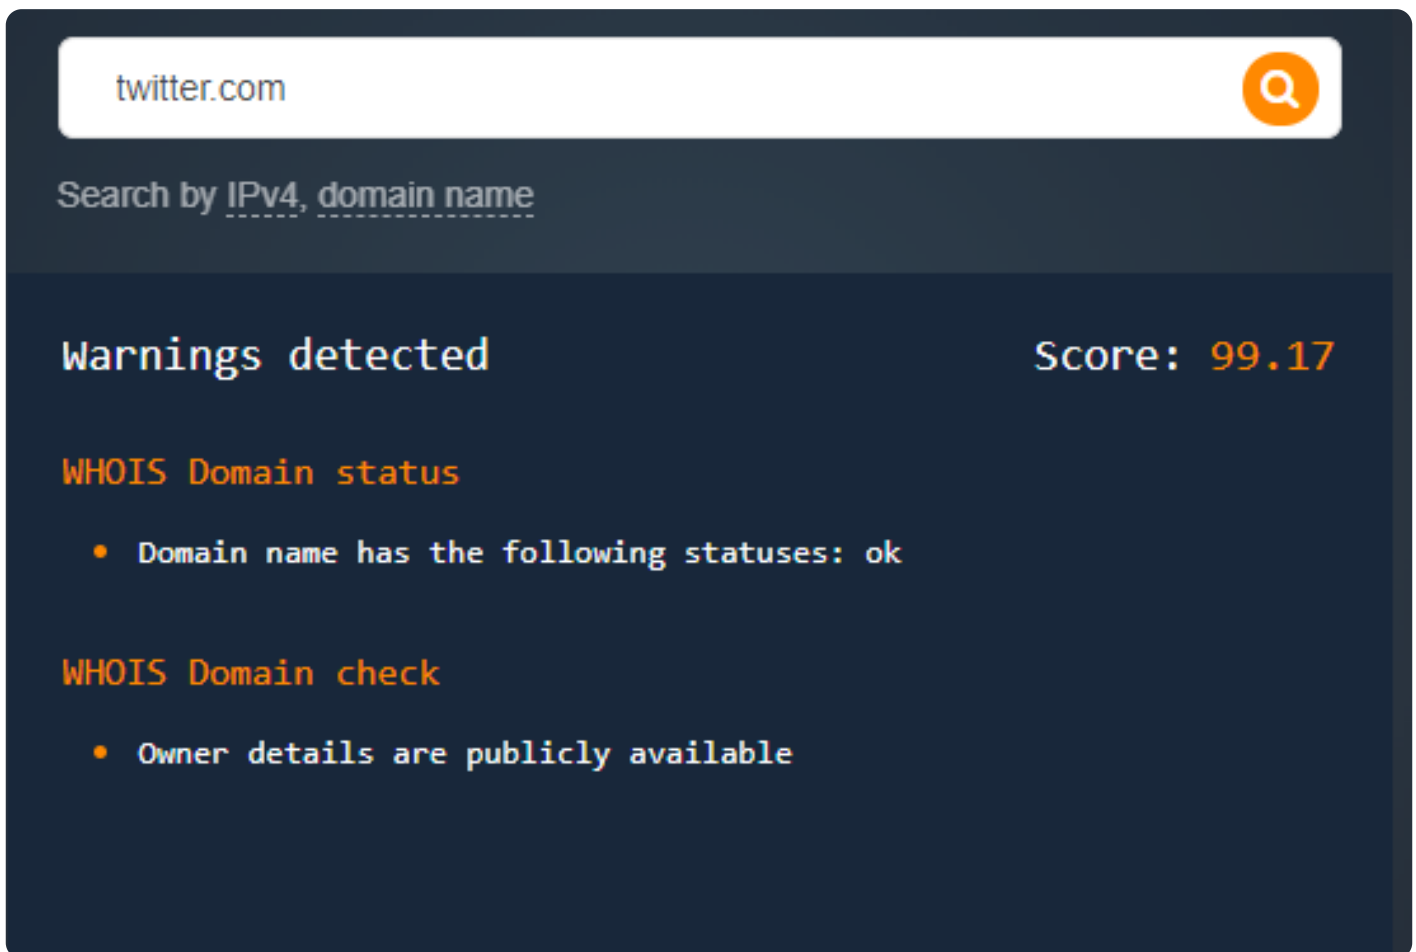 twitter.com
Search by IPv4, domain name
Warnings detected Score: 99.17
WHOIS Domain status
• Domain name has the following statuses: ok
WHOIS Domain check
• Owner details are publicly available